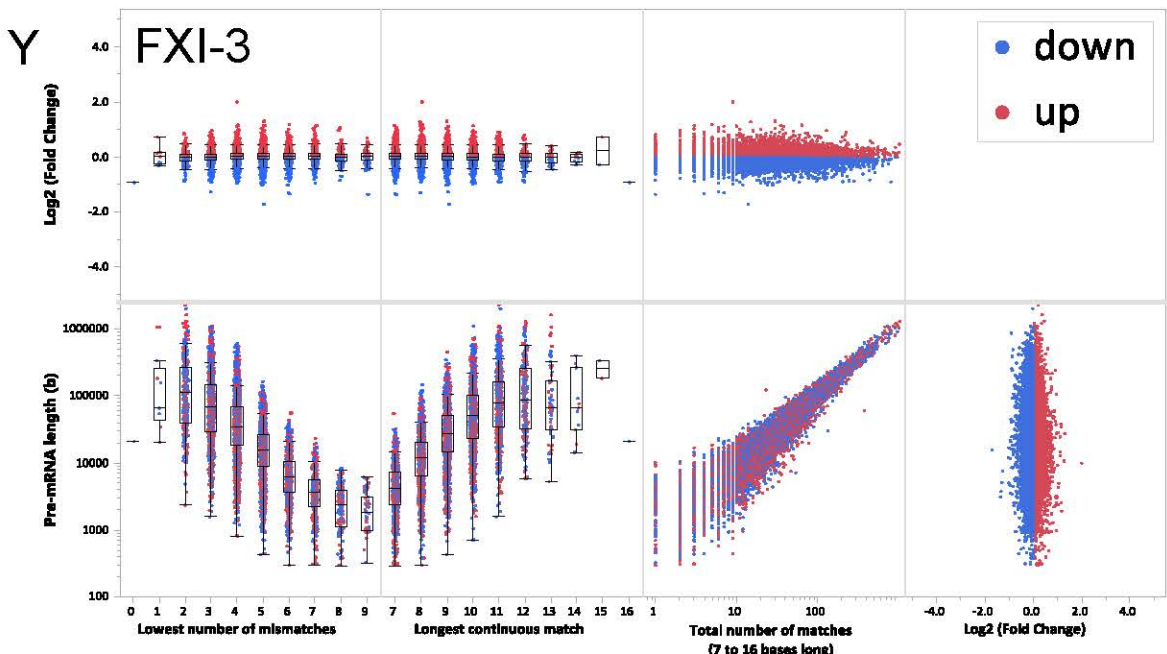 Y
FXI-3
down
up
Log2 (Fold Change)
4.0
2.0
0.0
-2.0
-4.0
Pre-mRNA length (b)
1000000
100000
10000
1000
100
0 1 2 3 4 5 6 7 8 9
Lowest number of mismatches
7 8 9 10 11 12 13 14 15 16
Longest continuous match
1 10 100
Total number of matches
(7 to 16 bases long)
-4.0 -2.0 0.0 2.0 4.0
Log2 (Fold Change)